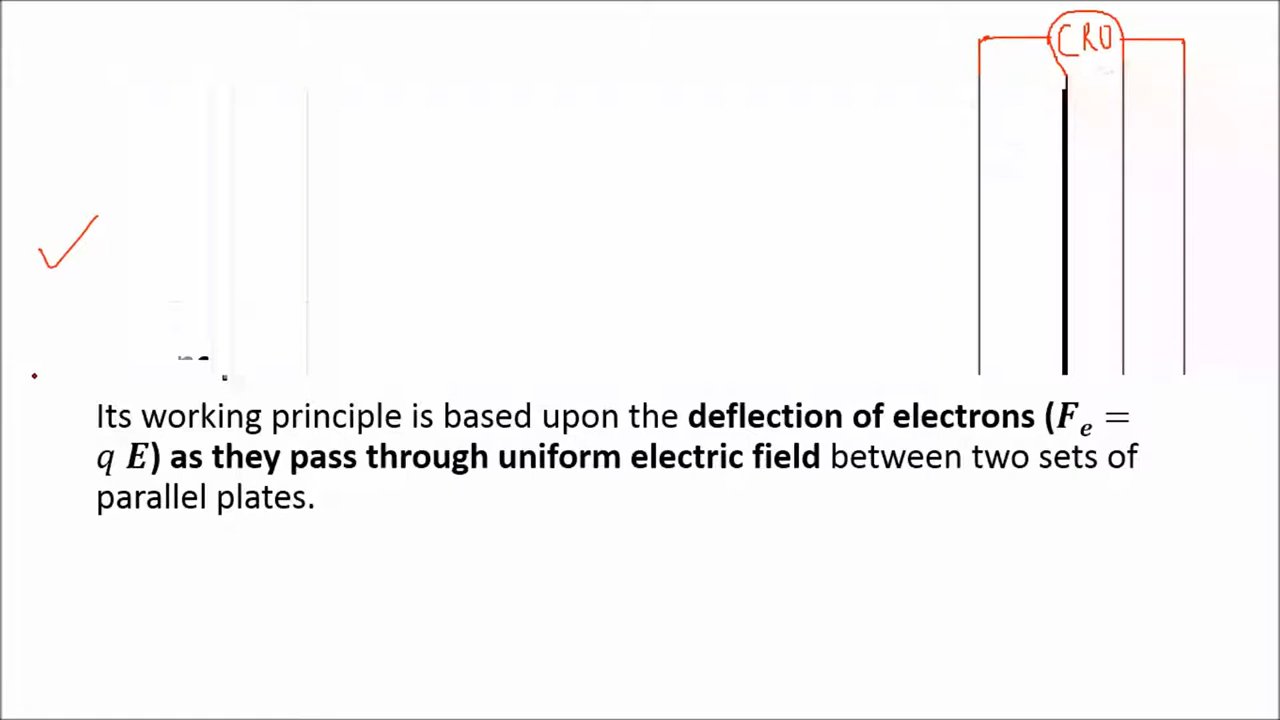 CRO
Its working principle is based upon the deflection of electrons (𝑭ₑ =
𝑞 𝑬) as they pass through uniform electric field between two sets of
parallel plates.